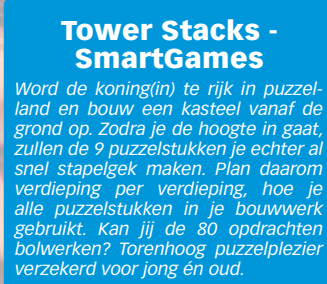 Tower Stacks -
SmartGames
Word de koning(in) te rijk in puzzel-
land en bouw een kasteel vanaf de
grond op. Zodra je de hoogte in gaat,
zullen de 9 puzzelstukken je echter al
snel stapelgek maken. Plan daarom
verdieping per verdieping, hoe je
alle puzzelstukken in je bouwwerk
gebruikt. Kan jij de 80 opdrachten
bolwerken? Torenhoog puzzelplezier
verzekerd voor jong én oud.